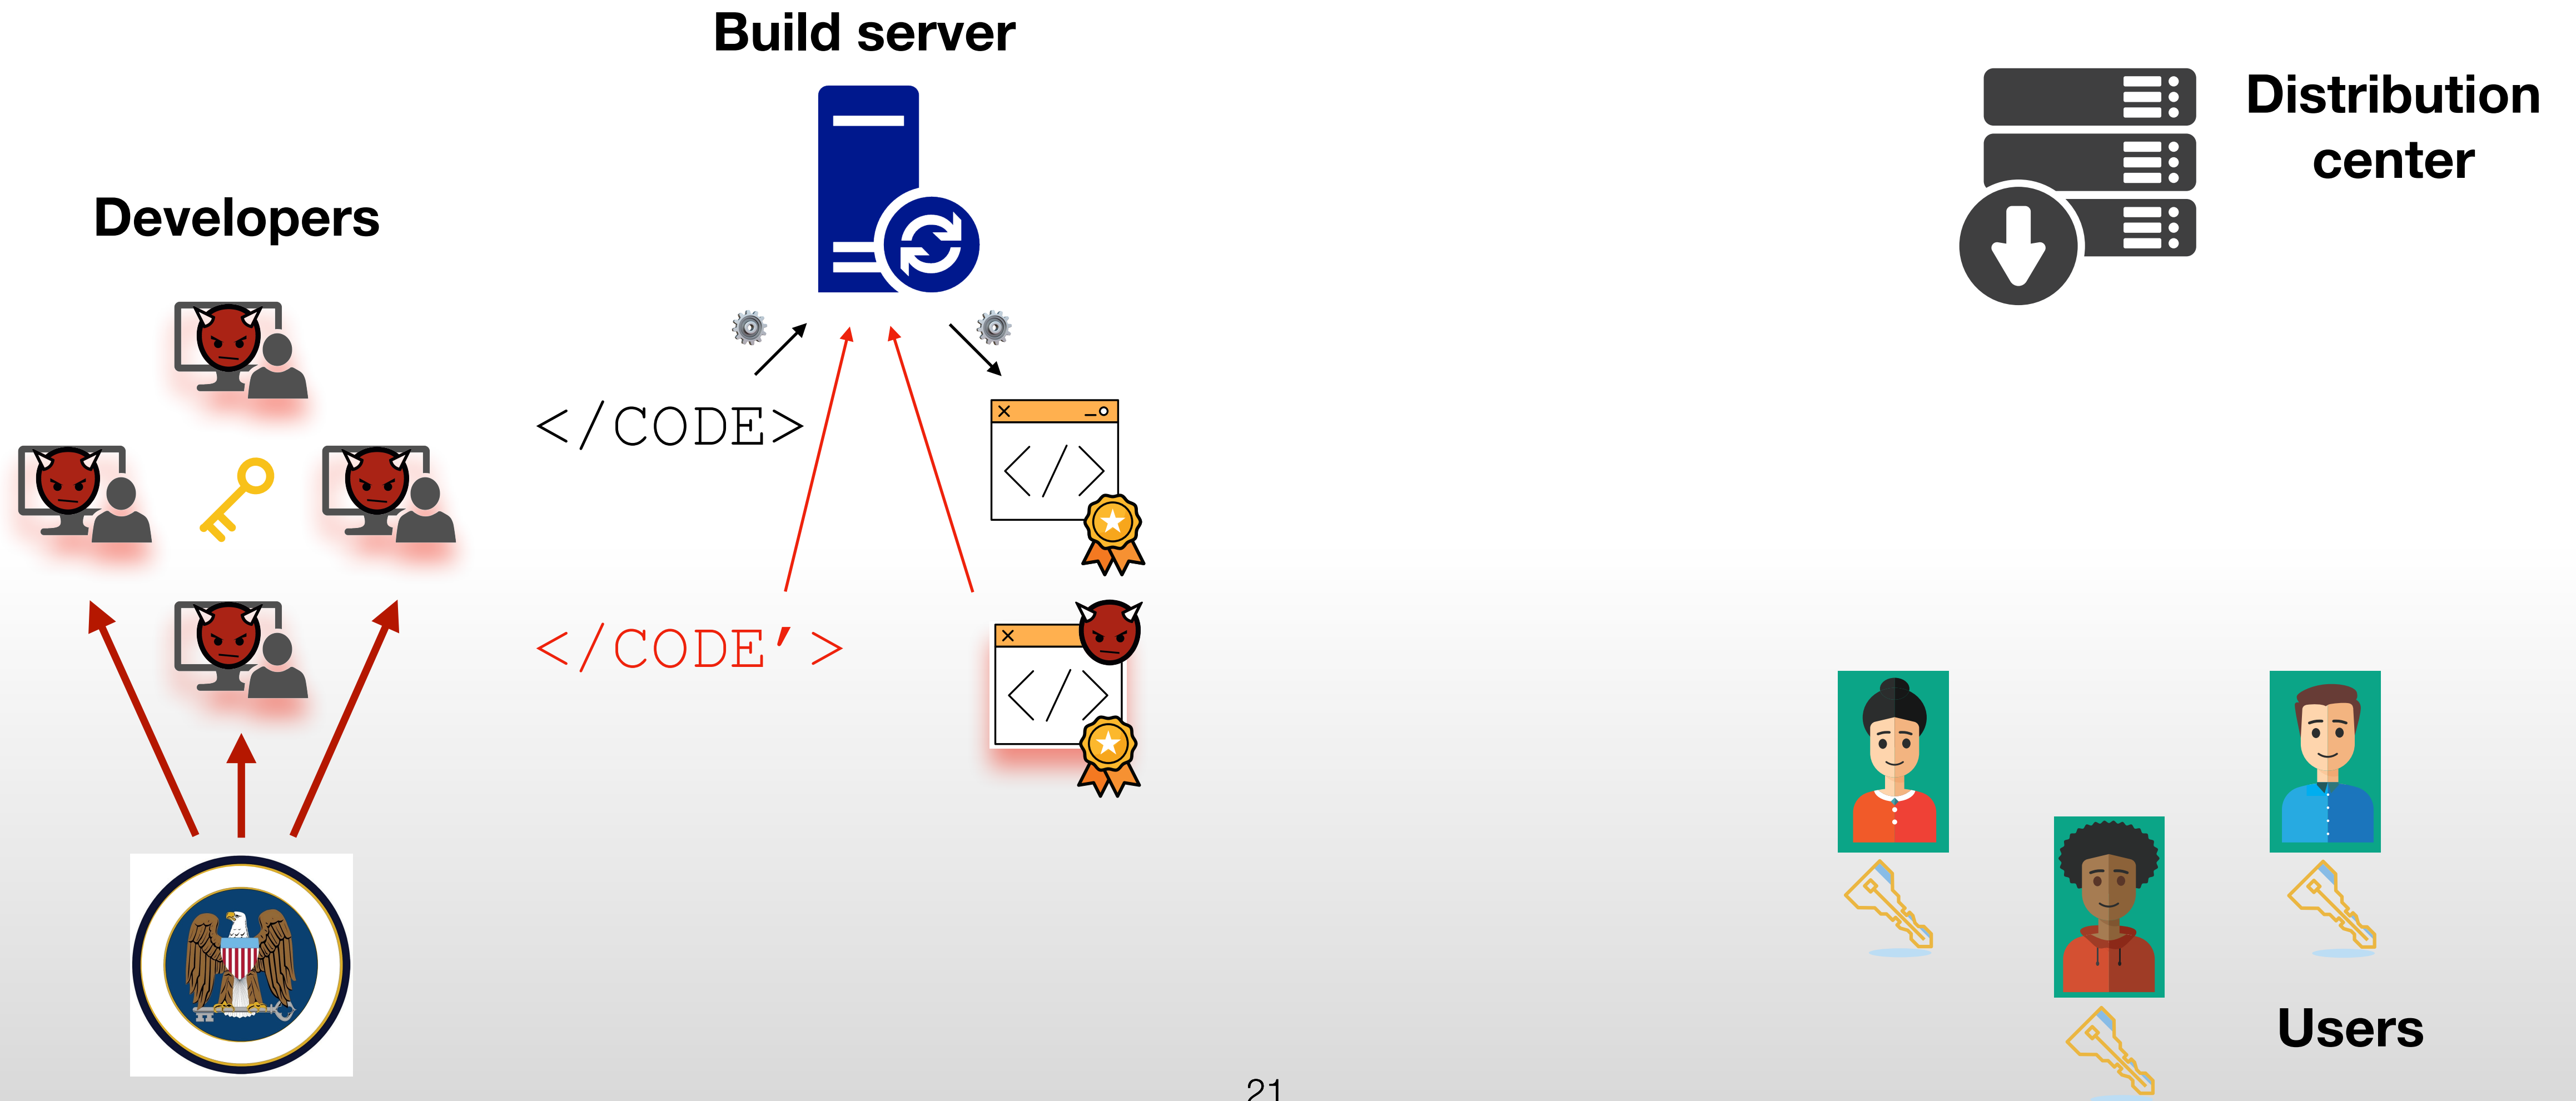 Build server
Distribution
center
Developers
</CODE>
</>
</CODE’>
</>
Users
21